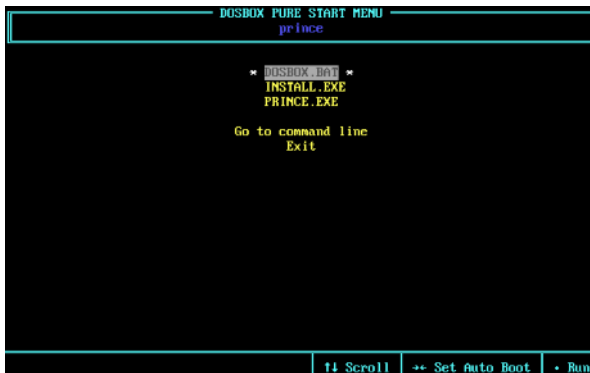 DOSBOX PURE START MENU
prince
* DOSBOX.BAT *
INSTALL.EXE
PRINCE.EXE
Go to command line
Exit
↑↓ Scroll │ →← Set Auto Boot │ • Run